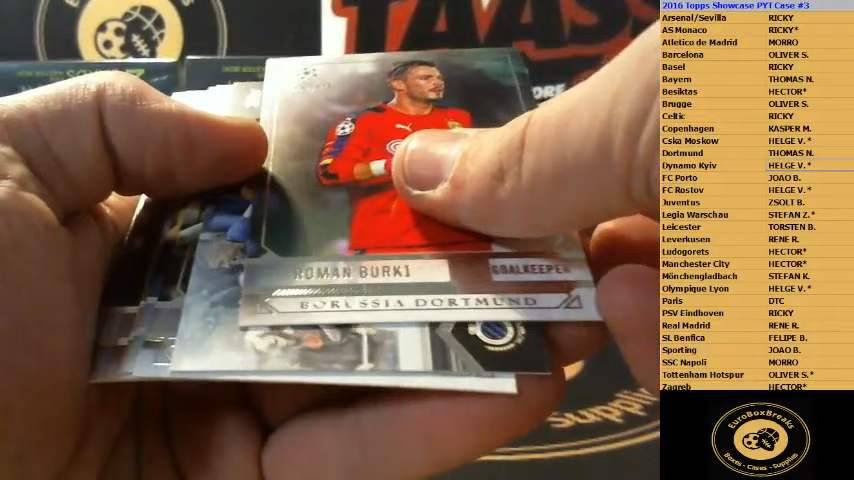 TAASS
ROMAN BURKI
GOALKEEPER
BORUSSIA DORTMUND
2016 Topps Showcase PYT Case #3
Arsenal/Sevilla RICKY
AS Monaco RICKY*
Atletico de Madrid MORRO
Barcelona OLIVER S.
Basel RICKY
Bayern THOMAS N.
Besiktas HECTOR*
Brugge OLIVER S.
Celtic RICKY
Copenhagen KASPER M.
Cska Moskow HELGE V. *
Dortmund THOMAS N.
Dynamo Kyiv HELGE V. *
FC Porto JOAO B.
FC Rostov HELGE V. *
Juventus ZSOLT B.
Legia Warschau STEFAN Z.*
Leicester TORSTEN B.
Leverkusen RENE R.
Ludogorets HECTOR*
Manchester City HECTOR*
Mönchengladbach STEFAN K.
Olympique Lyon HELGE V. *
Paris DTC
PSV Eindhoven RICKY
Real Madrid RENE R.
SL Benfica FELIPE B.
Sporting JOAO B.
SSC Napoli MORRO
Tottenham Hotspur OLIVER S.*
Zagreb HECTOR*
EuroBoxBreaks
Boxes - Cases - Supplies